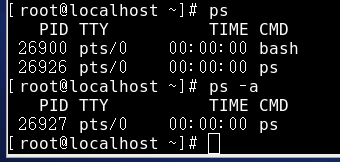 [root@localhost ~]# ps
  PID TTY          TIME CMD
26900 pts/0    00:00:00 bash
26926 pts/0    00:00:00 ps
[root@localhost ~]# ps -a
  PID TTY          TIME CMD
26927 pts/0    00:00:00 ps
[root@localhost ~]#